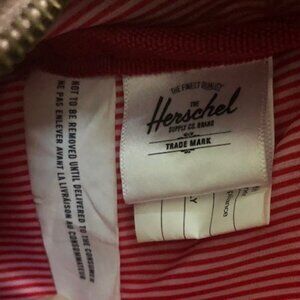 NOT TO BE REMOVED UNTIL DELIVERED TO THE CONSUMER
NE PAS ENLEVER AVANT LA LIVRAISON AU CONSOMMATEUR
THE FINEST QUALITY
THE
Herschel
SUPPLY CO. BRAND
TRADE MARK